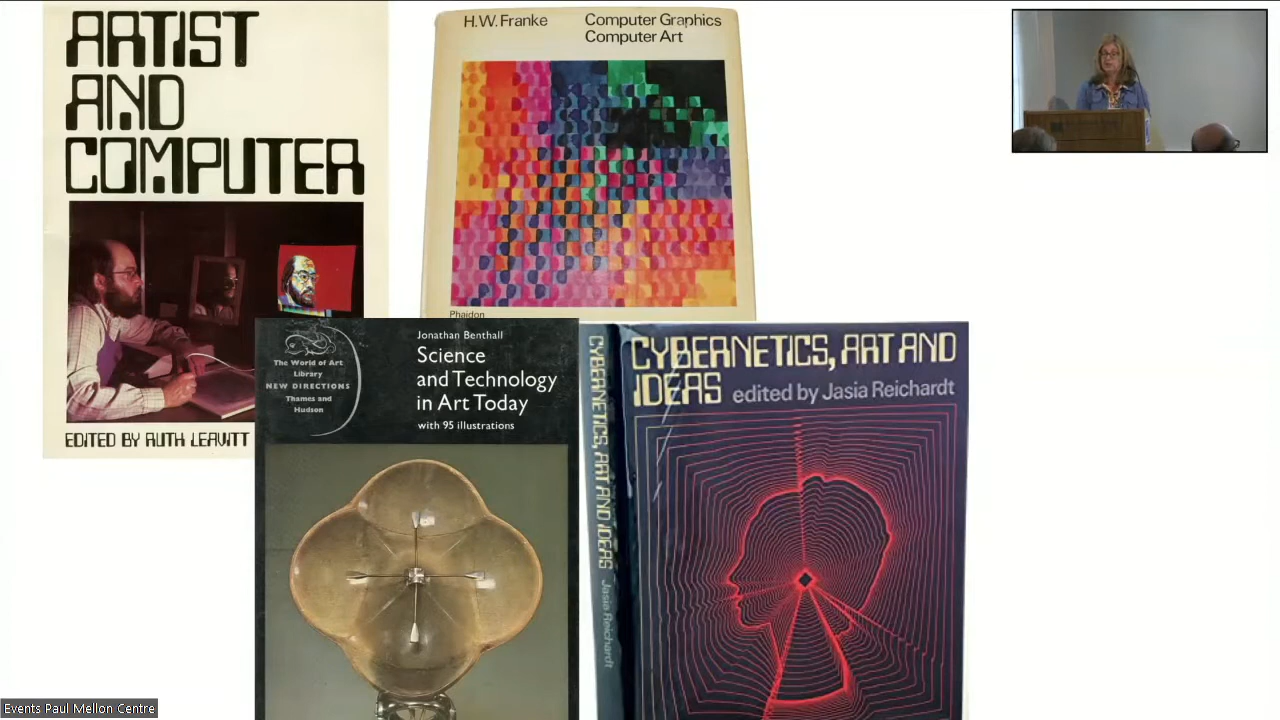 ARTIST
AND
COMPUTER
EDITED BY RUTH LEAVITT
H.W. Franke
Computer Graphics
Computer Art
Phaidon
The World of Art
Library
NEW DIRECTIONS
Thames and
Hudson
Jonathan Benthall
Science
and Technology
in Art Today
with 95 illustrations
CYBERNETICS, ART AND IDEAS Jasia Reichardt
CYBERNETICS, ART AND
IDEAS edited by Jasia Reichardt
Events Paul Mellon Centre